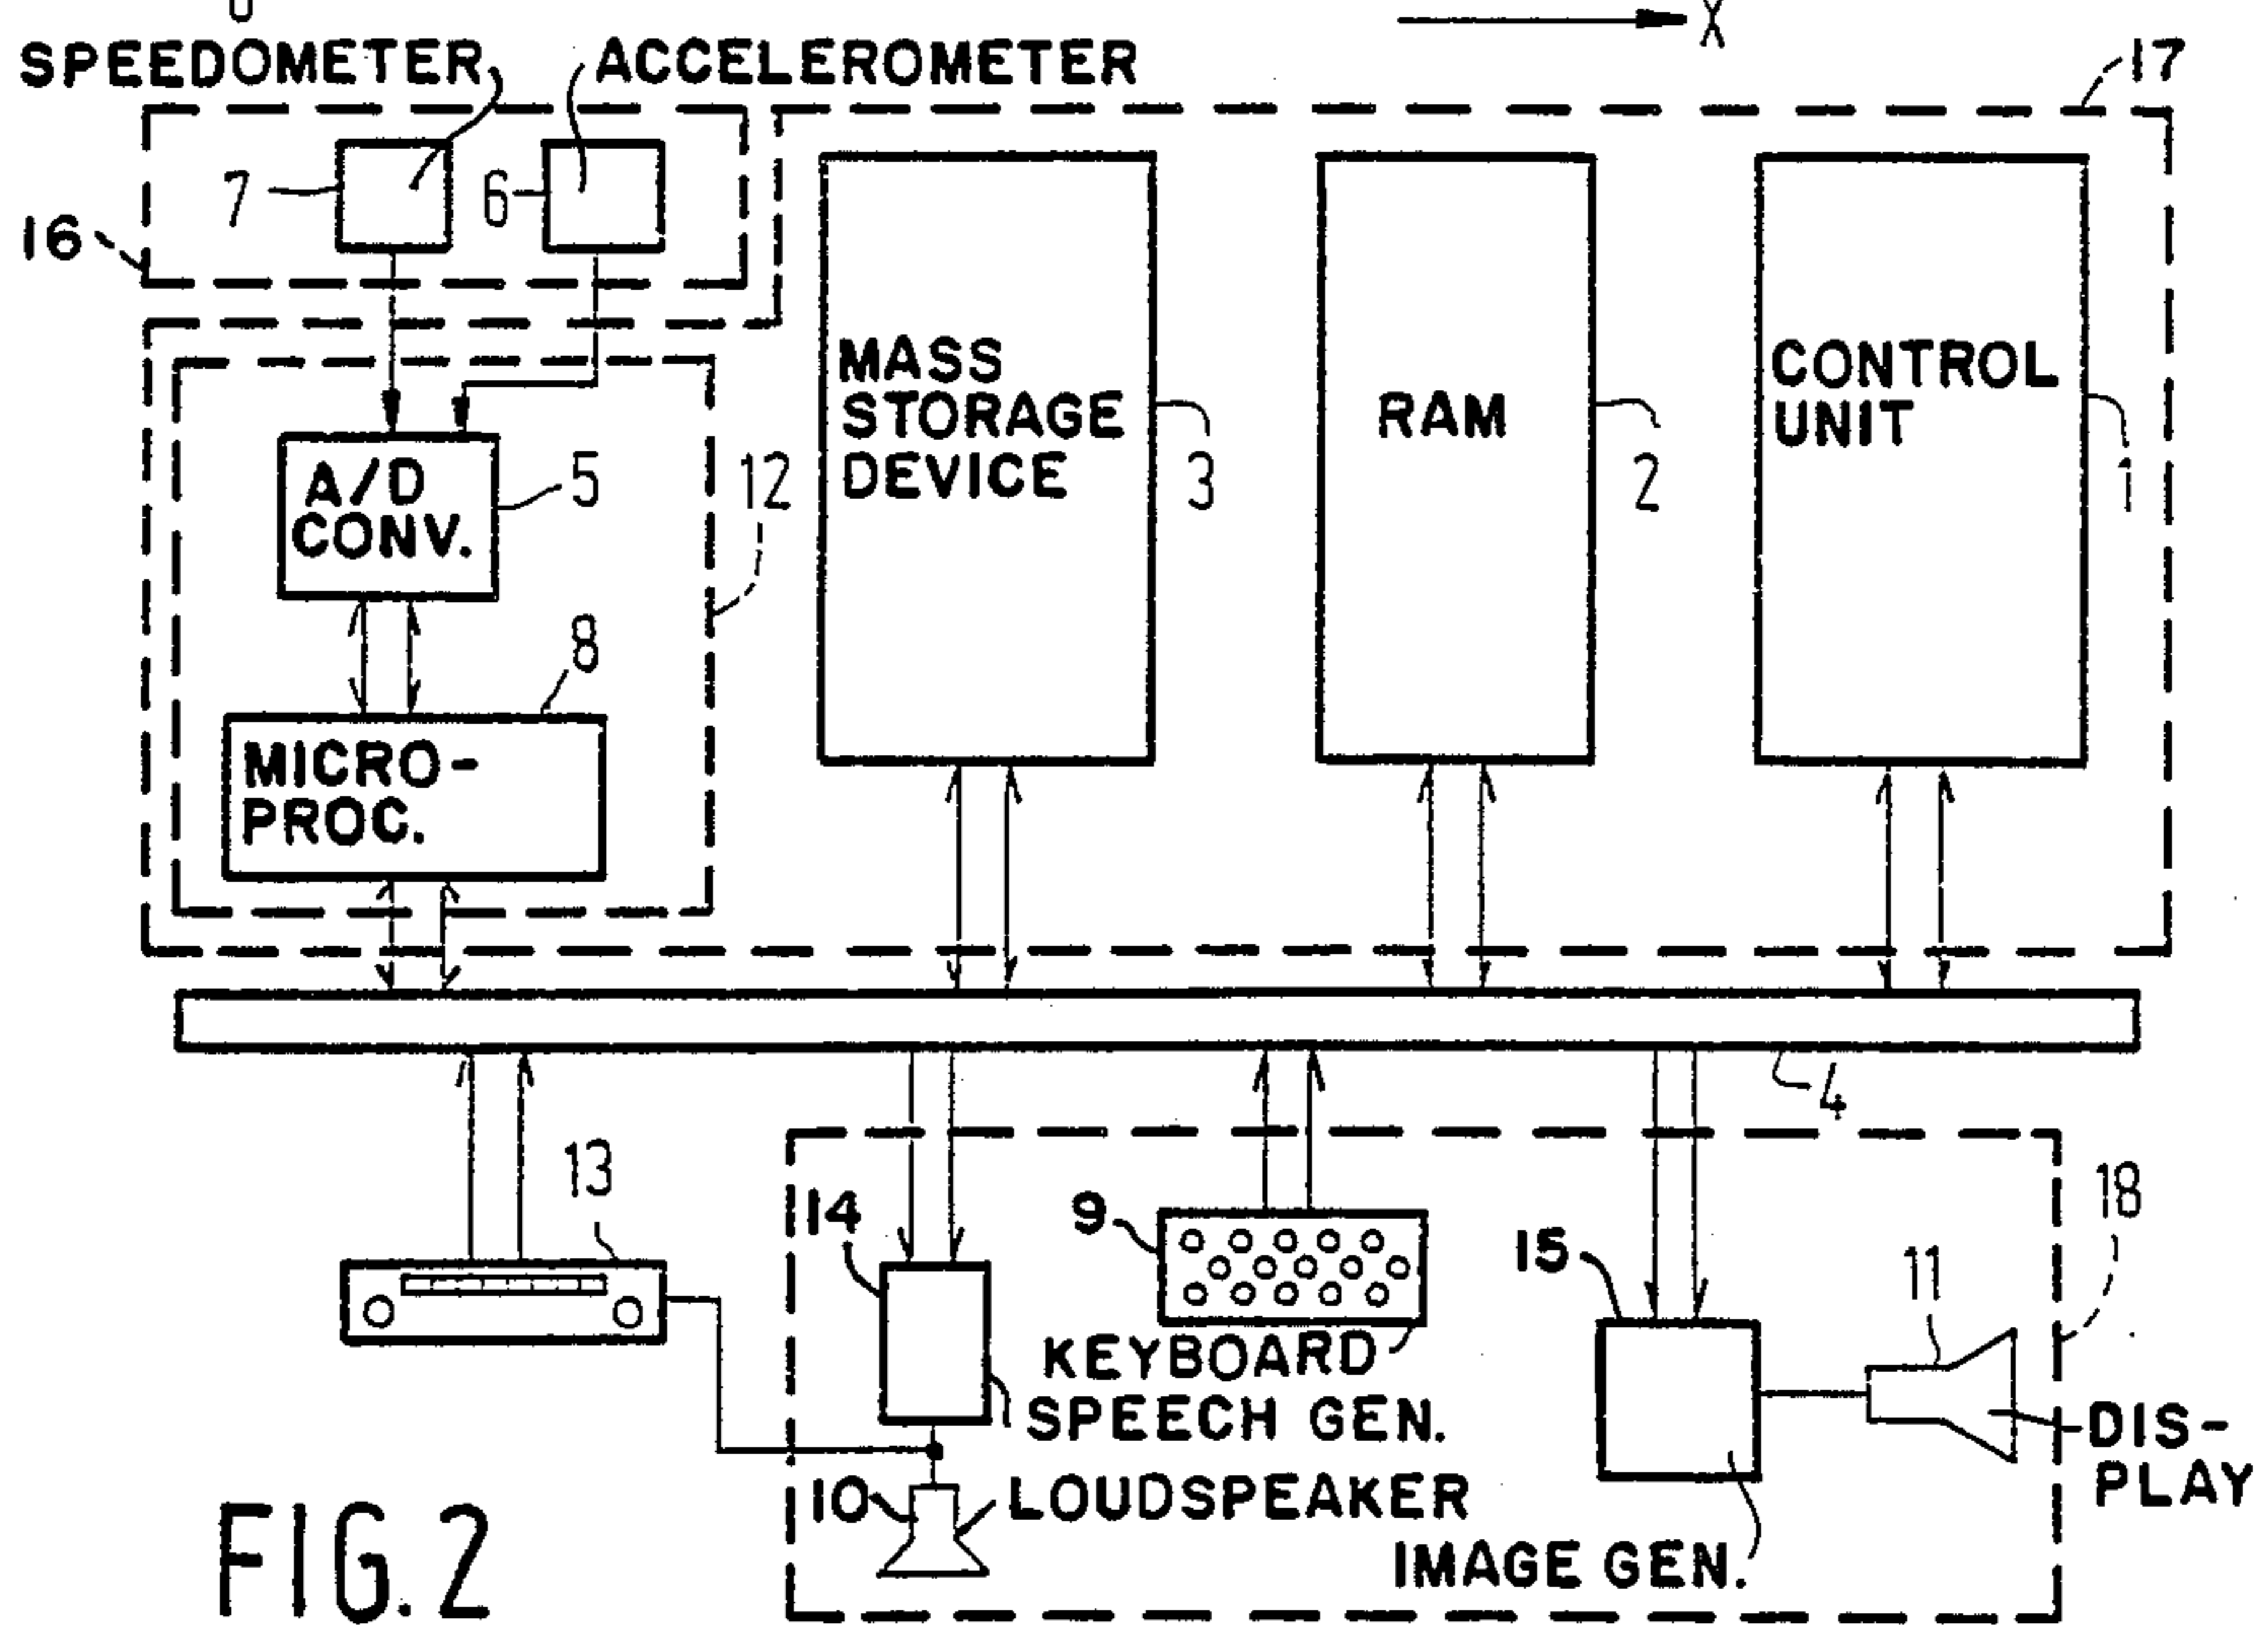 0
X
SPEEDOMETER
ACCELEROMETER
17
7
6
16
MASS
STORAGE
DEVICE
3
RAM
2
CONTROL
UNIT
1
A/D
CONV.
5
12
8
MICRO-
PROC.
4
13
14
9
15
11
18
KEYBOARD
SPEECH GEN.
DIS-
PLAY
10
LOUDSPEAKER
IMAGE GEN.
FIG.2